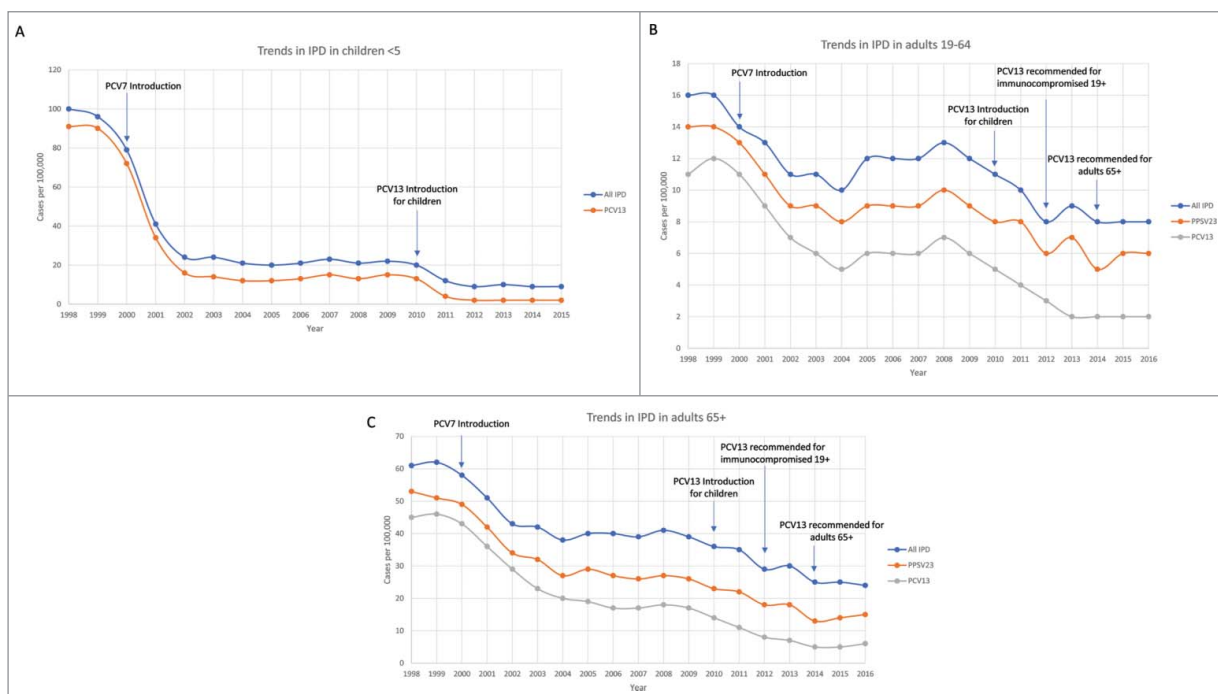 A
Trends in IPD in children <5
120
100
80
60
40
20
0
Cases per 100,000
PCV7 Introduction
PCV13 Introduction
for children
All IPD
PCV13
1998 1999 2000 2001 2002 2003 2004 2005 2006 2007 2008 2009 2010 2011 2012 2013 2014 2015
Year
B
Trends in IPD in adults 19-64
18
16
14
12
10
8
6
4
2
0
Cases per 100,000
PCV7 Introduction
PCV13 recommended for
immunocompromised 19+
PCV13 Introduction
for children
PCV13 recommended for
adults 65+
All IPD
PPSV23
PCV13
1998 1999 2000 2001 2002 2003 2004 2005 2006 2007 2008 2009 2010 2011 2012 2013 2014 2015 2016
Year
C
Trends in IPD in adults 65+
70
60
50
40
30
20
10
0
Cases per 100,000
PCV7 Introduction
PCV13 recommended for
immunocompromised 19+
PCV13 Introduction
for children
PCV13 recommended for
adults 65+
All IPD
PPSV23
PCV13
1998 1999 2000 2001 2002 2003 2004 2005 2006 2007 2008 2009 2010 2011 2012 2013 2014 2015 2016
Year